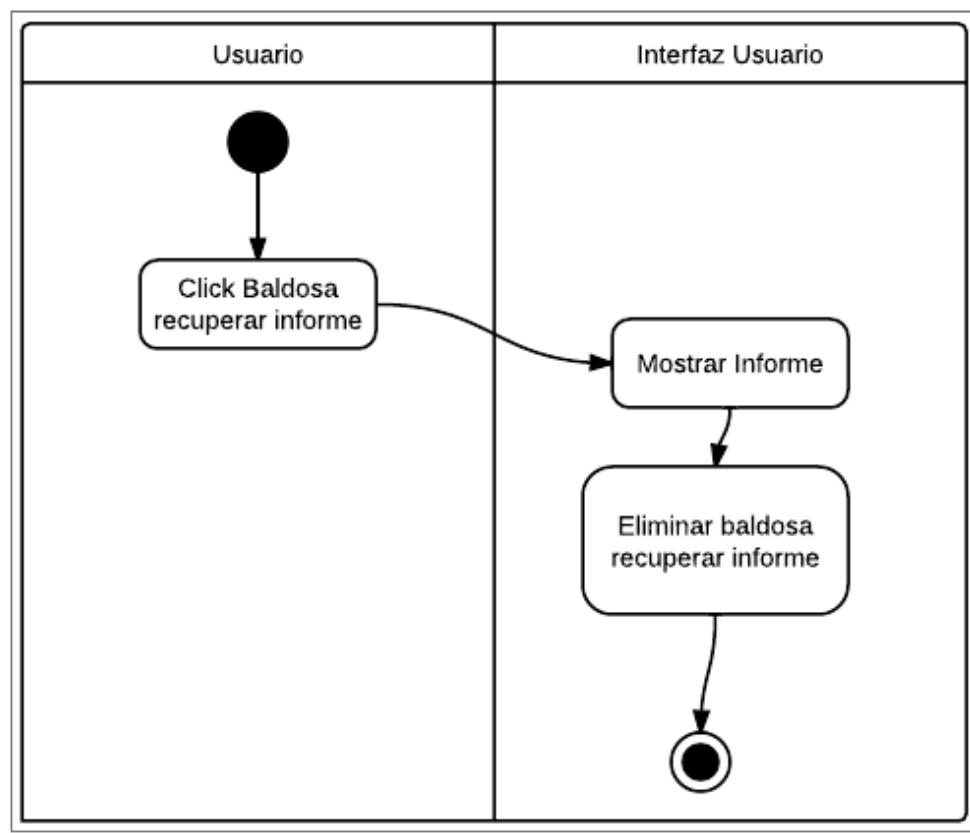 Usuario
Interfaz Usuario
Click Baldosa
recuperar informe
Mostrar Informe
Eliminar baldosa
recuperar informe